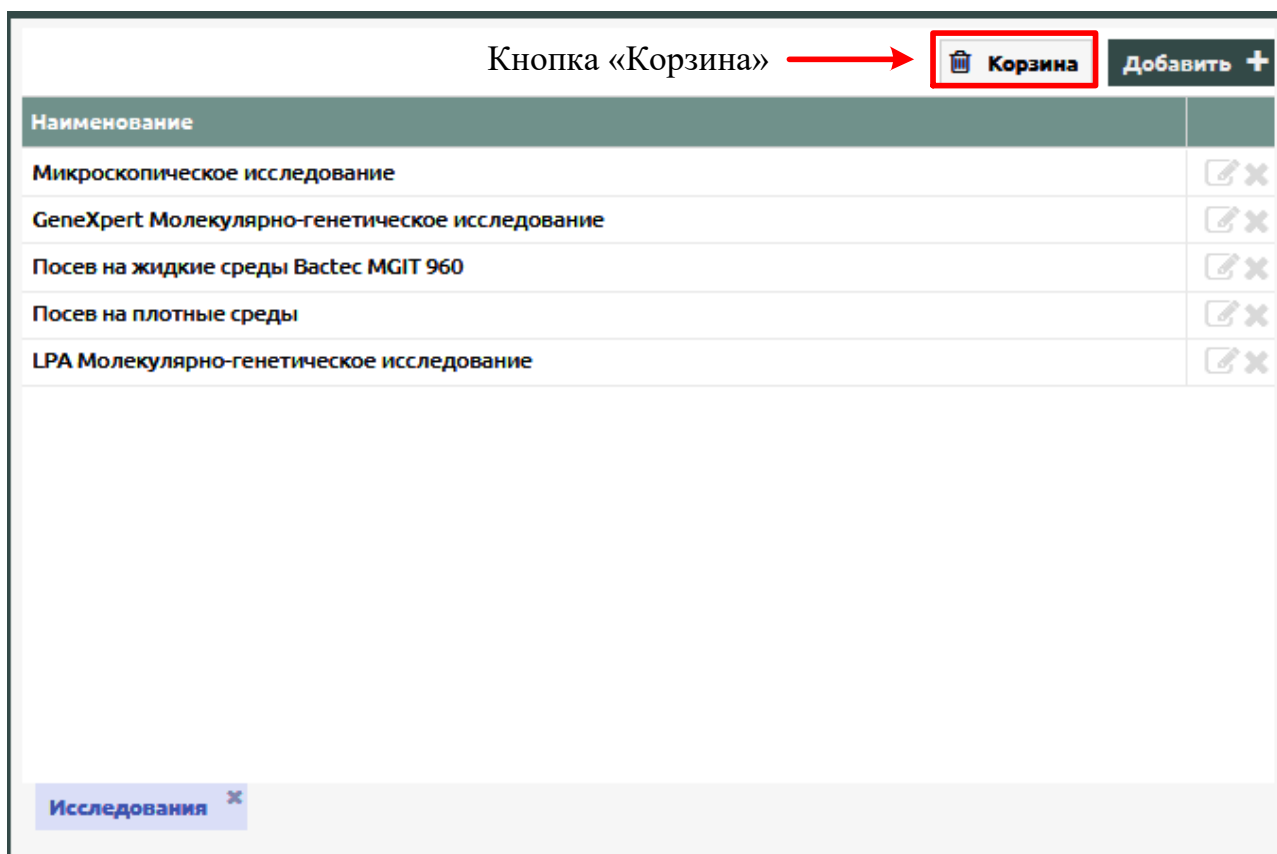 Кнопка «Корзина»
Корзина
Добавить +
Наименование
Микроскопическое исследование
GeneXpert Молекулярно-генетическое исследование
Посев на жидкие среды Bactec MGIT 960
Посев на плотные среды
LPA Молекулярно-генетическое исследование
Исследования